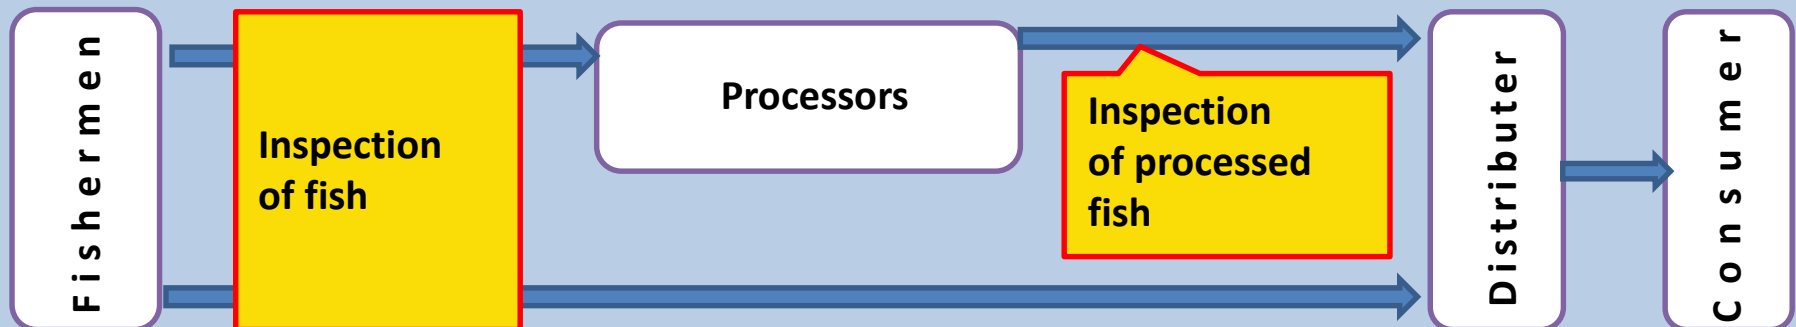 Fishermen
Inspection
of fish
Processors
Inspection
of processed
fish
Distributer
Consumer